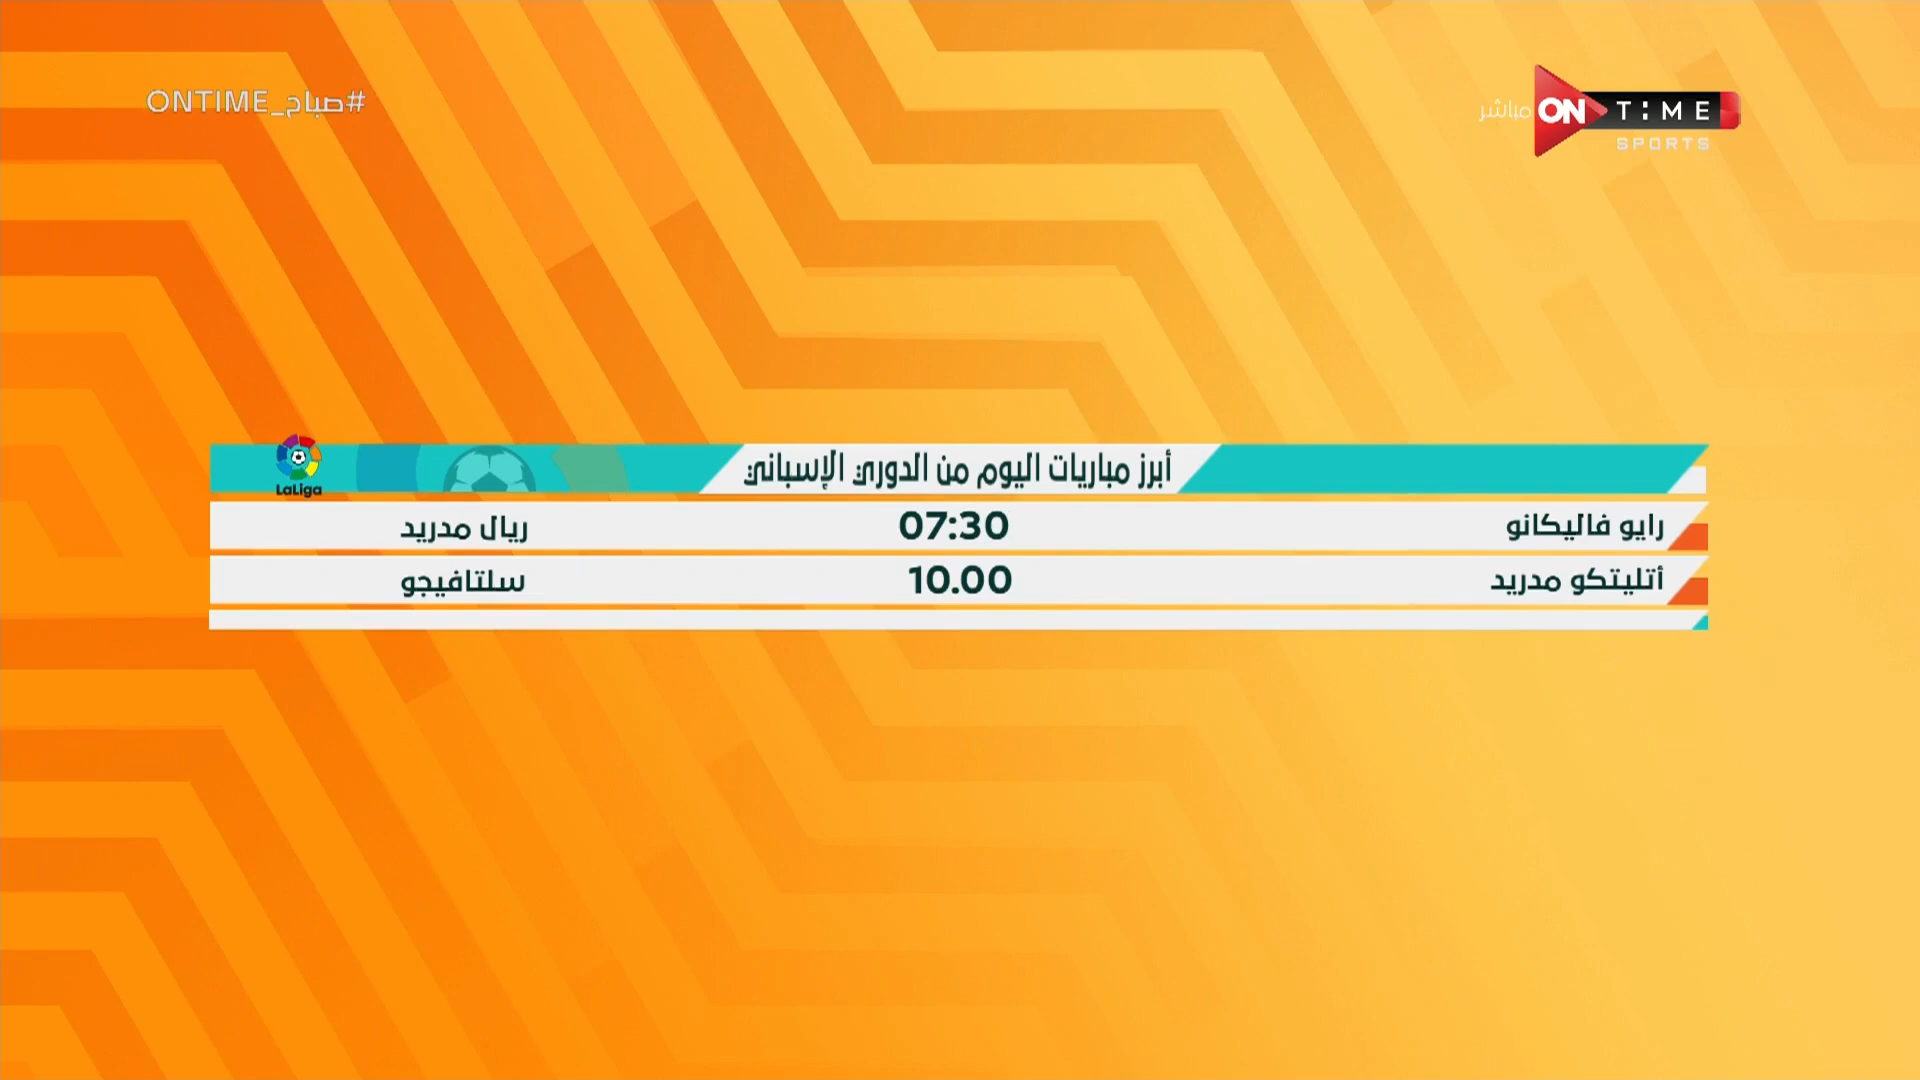 #صباح_ONTIME
مباشر ON TIME
SPORTS
أبرز مباريات اليوم من الدوري الإسباني
LaLiga
رايو فاليكانو 07:30 ريال مدريد
أتليتكو مدريد 10.00 سلتافيجو